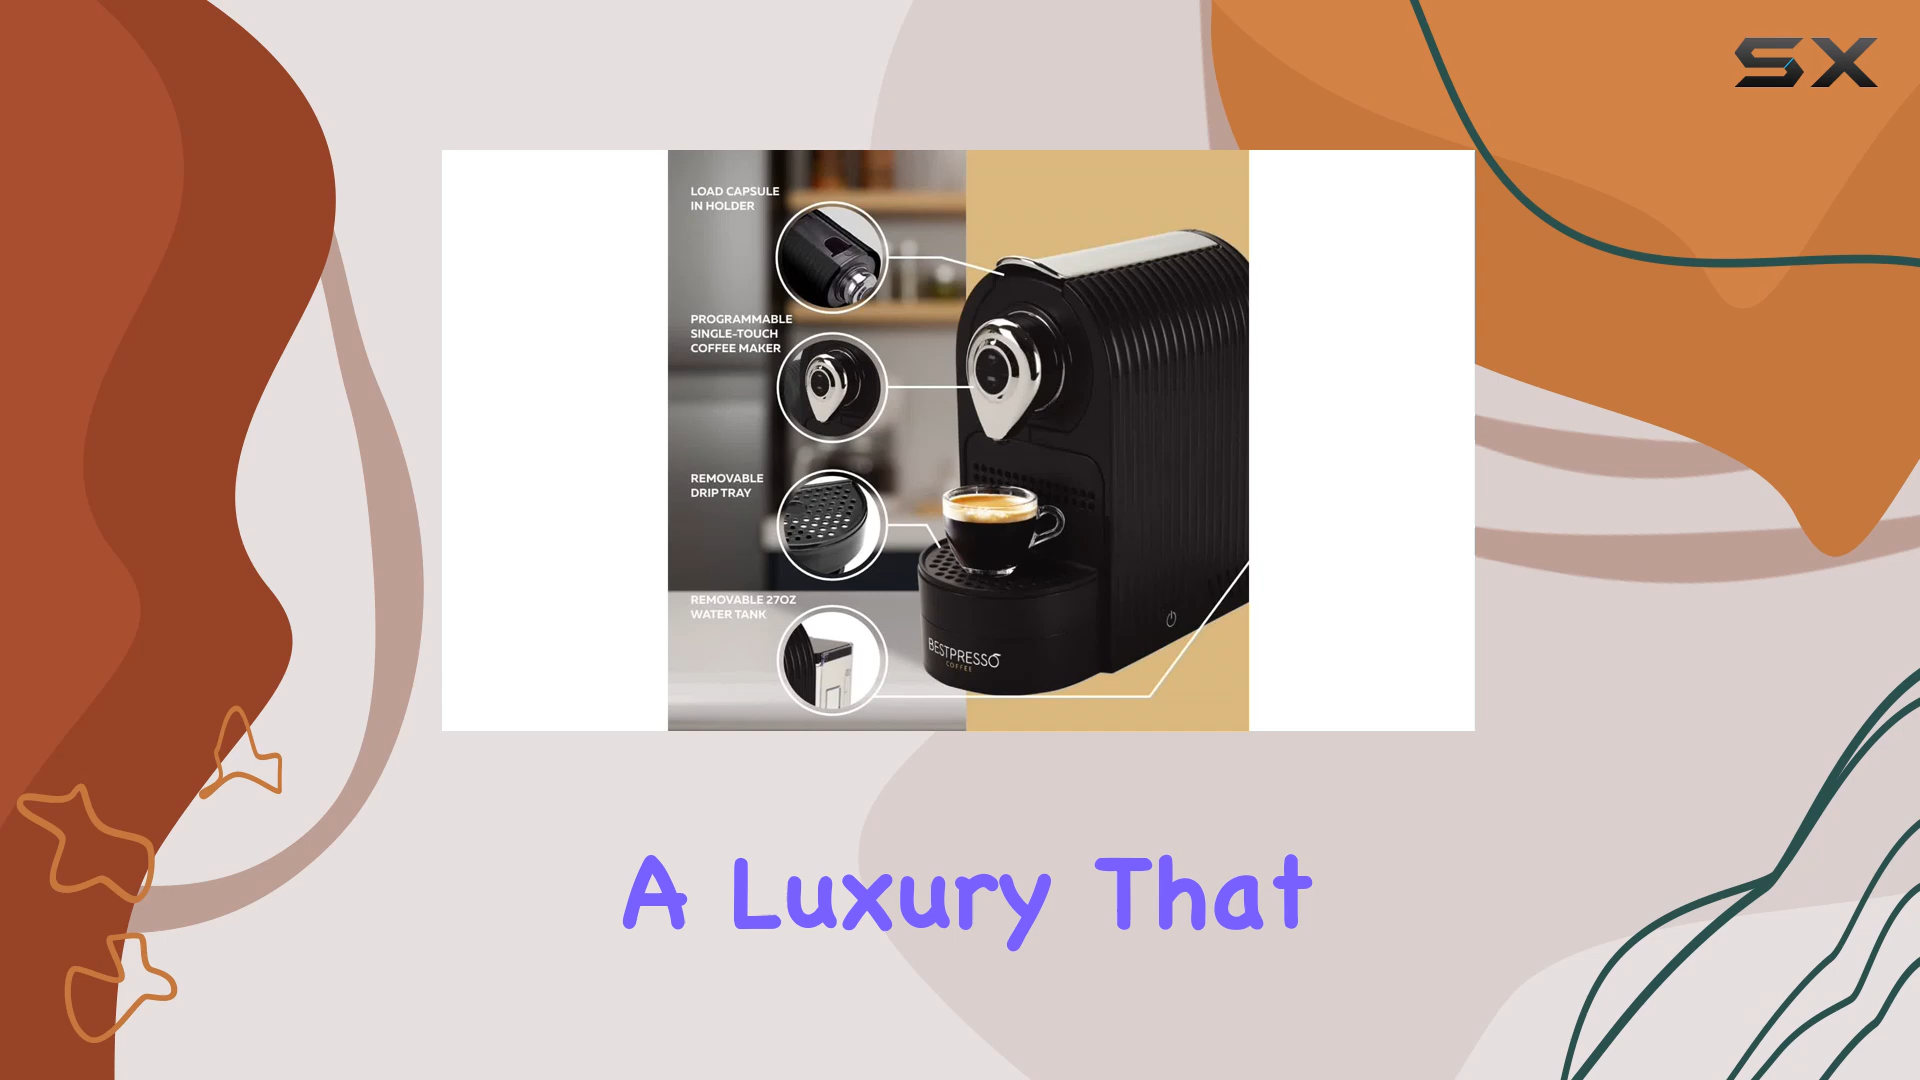 SX
LOAD CAPSULE
IN HOLDER
PROGRAMMABLE
SINGLE-TOUCH
COFFEE MAKER
REMOVABLE
DRIP TRAY
REMOVABLE 27OZ
WATER TANK
BESTPRESSO
COFFEE
A Luxury That